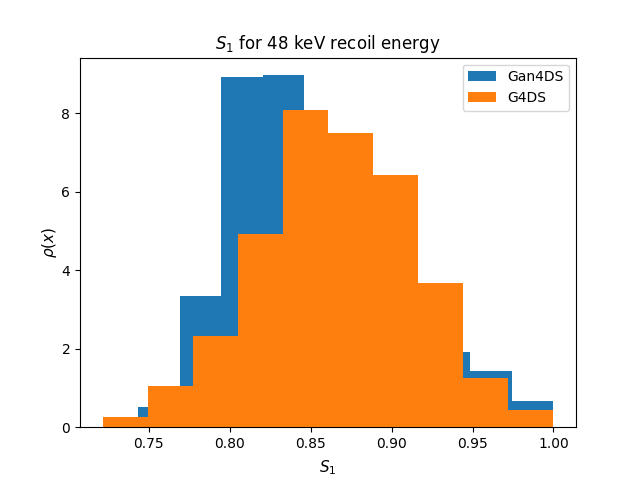 S₁ for 48 keV recoil energy
Gan4DS
G4DS
8
6
4
2
0
ρ(x)
0.75 0.80 0.85 0.90 0.95 1.00
S₁